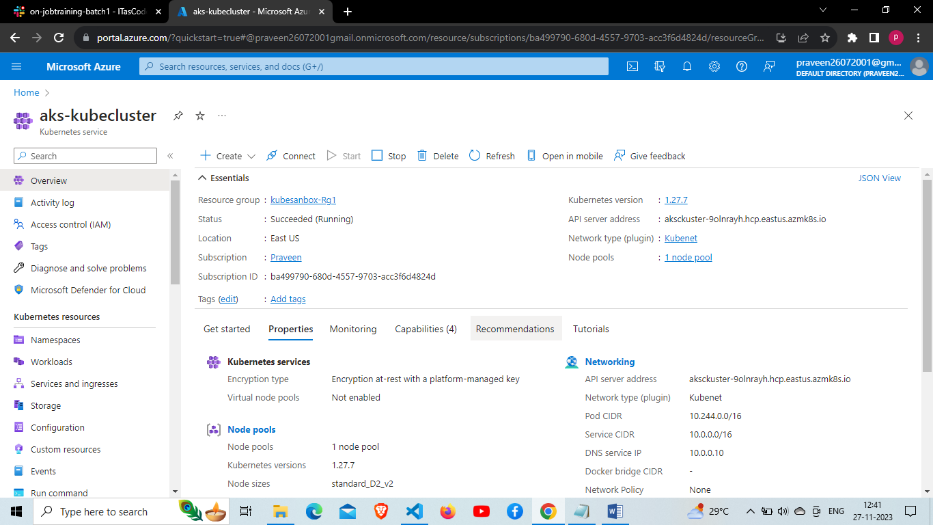 on-jobtraining-batch1 - ITasCod
aks-kubecluster - Microsoft Azu
portal.azure.com/?quickstart=true#@praveen26072001gmail.onmicrosoft.com/resource/subscriptions/ba499790-680d-4557-9703-acc3f6d4824d/resourceGr...
P
Microsoft Azure
Search resources, services, and docs (G+/)
praveen26072001@gm...
DEFAULT DIRECTORY (PRAVEEN2...
Home
aks-kubecluster
Kubernetes service
Search
Create
Connect
Start
Stop
Delete
Refresh
Open in mobile
Give feedback
Overview
Activity log
Access control (IAM)
Tags
Diagnose and solve problems
Microsoft Defender for Cloud
Kubernetes resources
Namespaces
Workloads
Services and ingresses
Storage
Configuration
Custom resources
Events
Run command
Essentials
JSON View
Resource group : kubesanbox-Rg1
Status : Succeeded (Running)
Location : East US
Subscription : Praveen
Subscription ID : ba499790-680d-4557-9703-acc3f6d4824d
Tags (edit) : Add tags
Kubernetes version : 1.27.7
API server address : aksckuster-9olnrayh.hcp.eastus.azmk8s.io
Network type (plugin) : Kubenet
Node pools : 1 node pool
Get started
Properties
Monitoring
Capabilities (4)
Recommendations
Tutorials
Kubernetes services
Encryption type Encryption at-rest with a platform-managed key
Virtual node pools Not enabled
Node pools
Node pools 1 node pool
Kubernetes versions 1.27.7
Node sizes standard_D2_v2
Networking
API server address aksckuster-9olnrayh.hcp.eastus.azmk8s.io
Network type (plugin) Kubenet
Pod CIDR 10.244.0.0/16
Service CIDR 10.0.0.0/16
DNS service IP 10.0.0.10
Docker bridge CIDR -
Network Policy None
Type here to search
29°C
ENG
12:41
27-11-2023